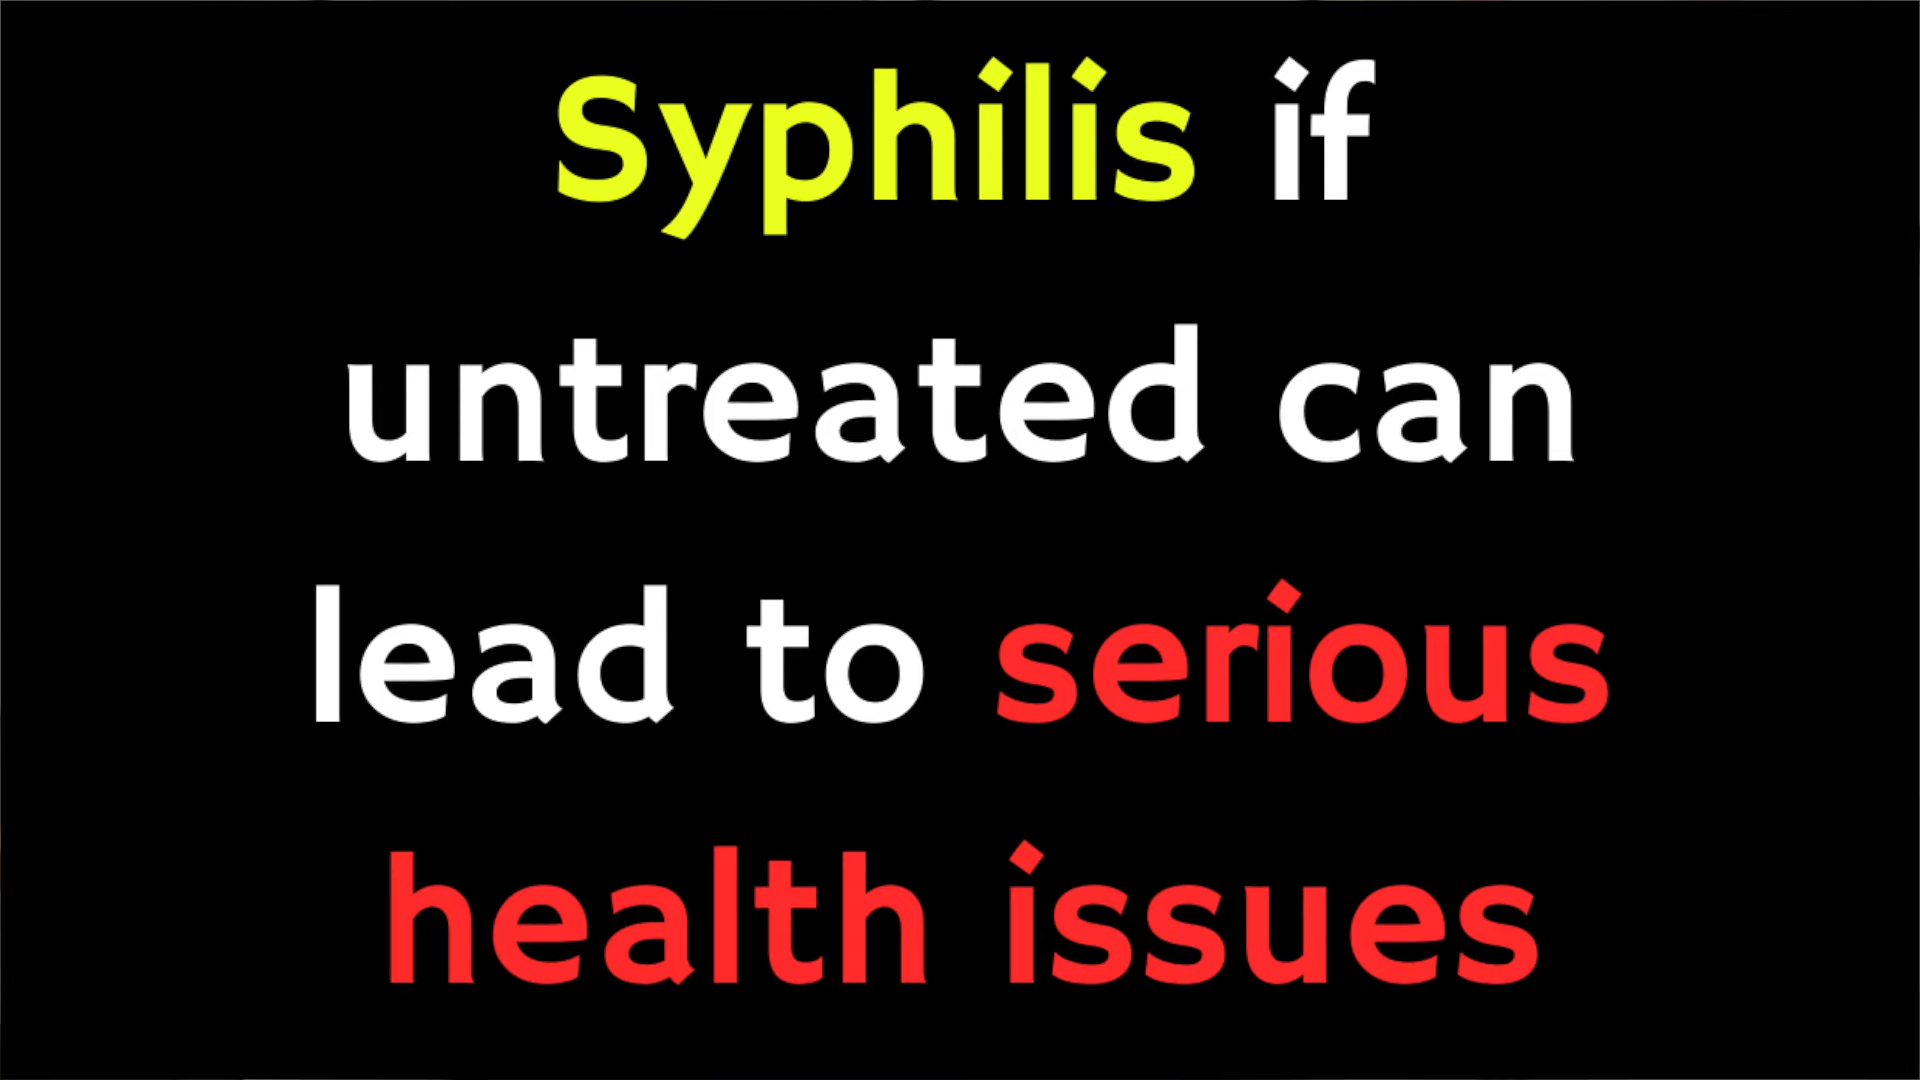 Syphilis if
untreated can
lead to serious
health issues